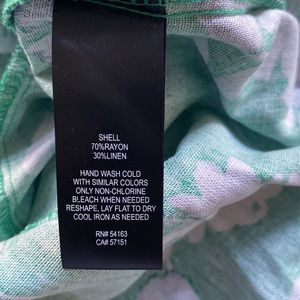 SHELL
70%RAYON
30%LINEN
HAND WASH COLD
WITH SIMILAR COLORS
ONLY NON-CHLORINE
BLEACH WHEN NEEDED
RESHAPE, LAY FLAT TO DRY
COOL IRON AS NEEDED
RN# 54163
CA# 57151